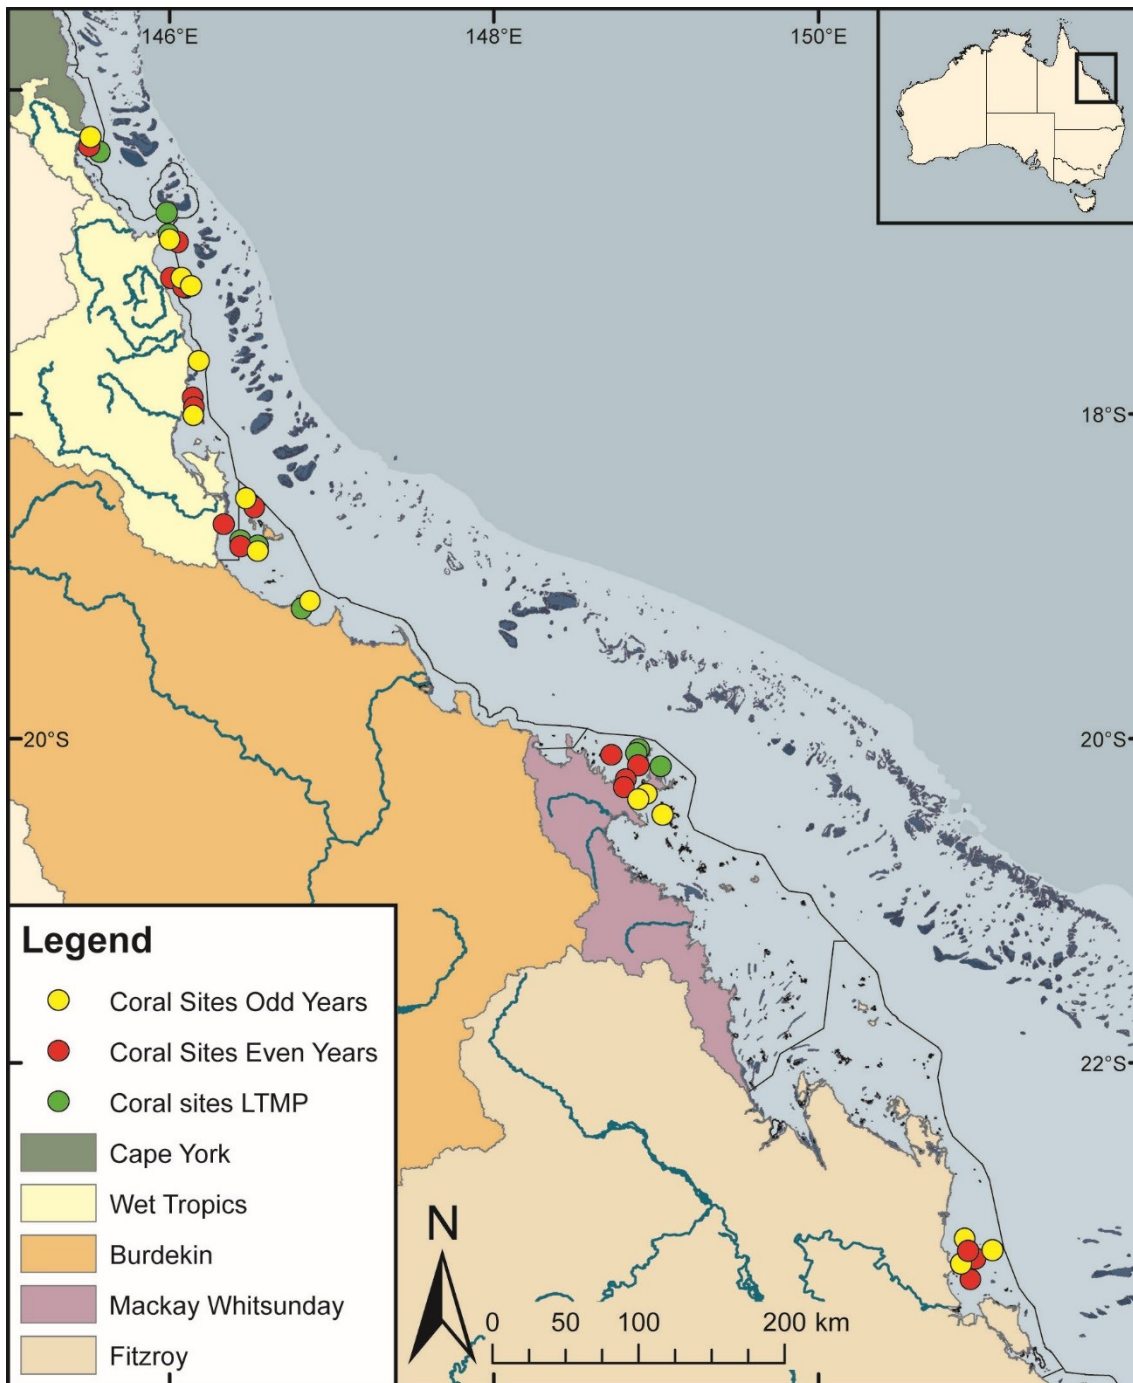 146°E 148°E 150°E
18°S
20°S 20°S
22°S
Legend
Coral Sites Odd Years
Coral Sites Even Years
Coral sites LTMP
Cape York
Wet Tropics
Burdekin
Mackay Whitsunday
Fitzroy
N
0 50 100 200 km